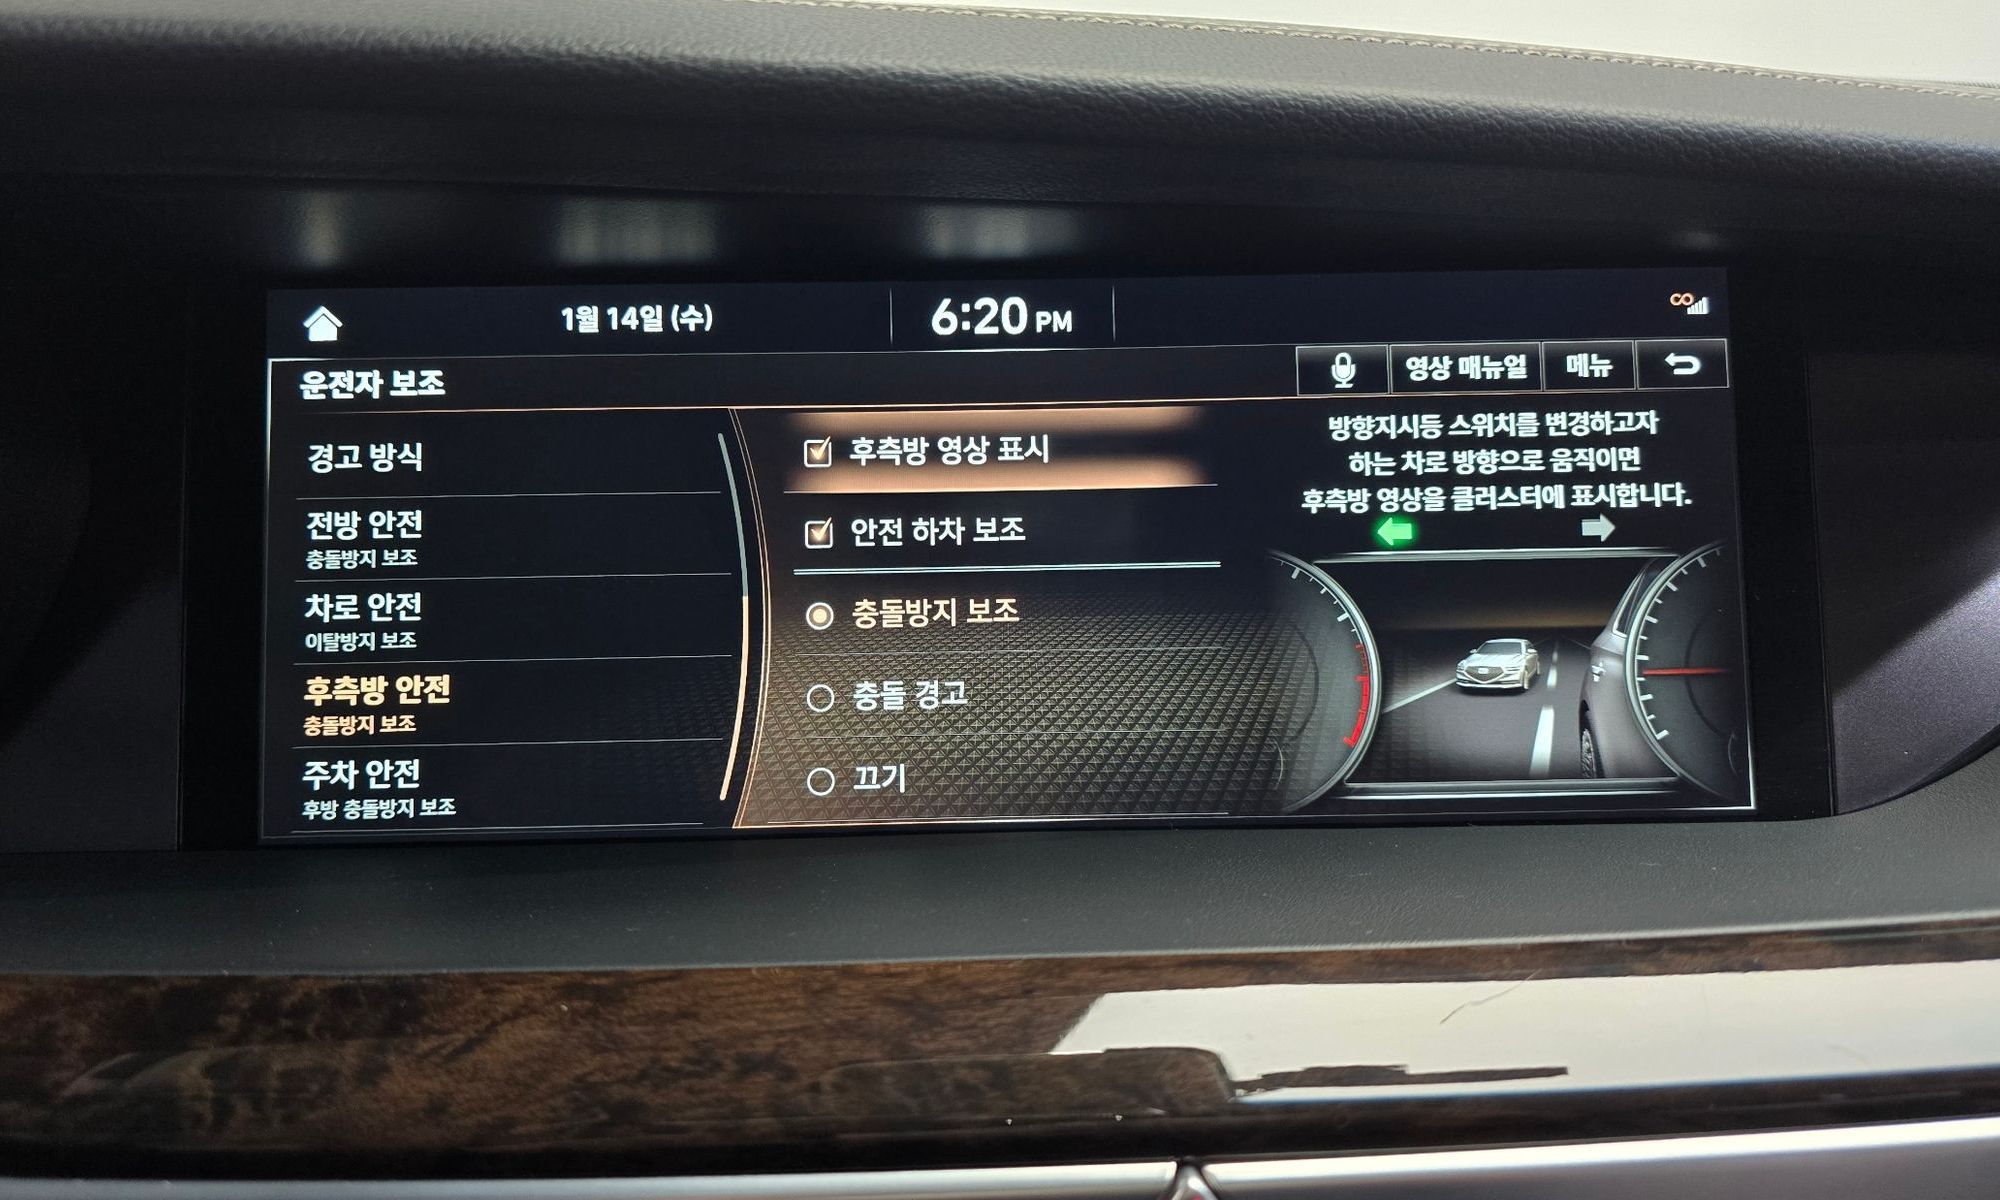 1월 14일 (수)
6:20 PM
운전자 보조
영상 매뉴얼
메뉴
경고 방식
전방 안전
충돌방지 보조
차로 안전
이탈방지 보조
후측방 안전
충돌방지 보조
주차 안전
후방 충돌방지 보조
후측방 영상 표시
안전 하차 보조
충돌방지 보조
충돌 경고
끄기
방향지시등 스위치를 변경하고자
하는 차로 방향으로 움직이면
후측방 영상을 클러스터에 표시합니다.